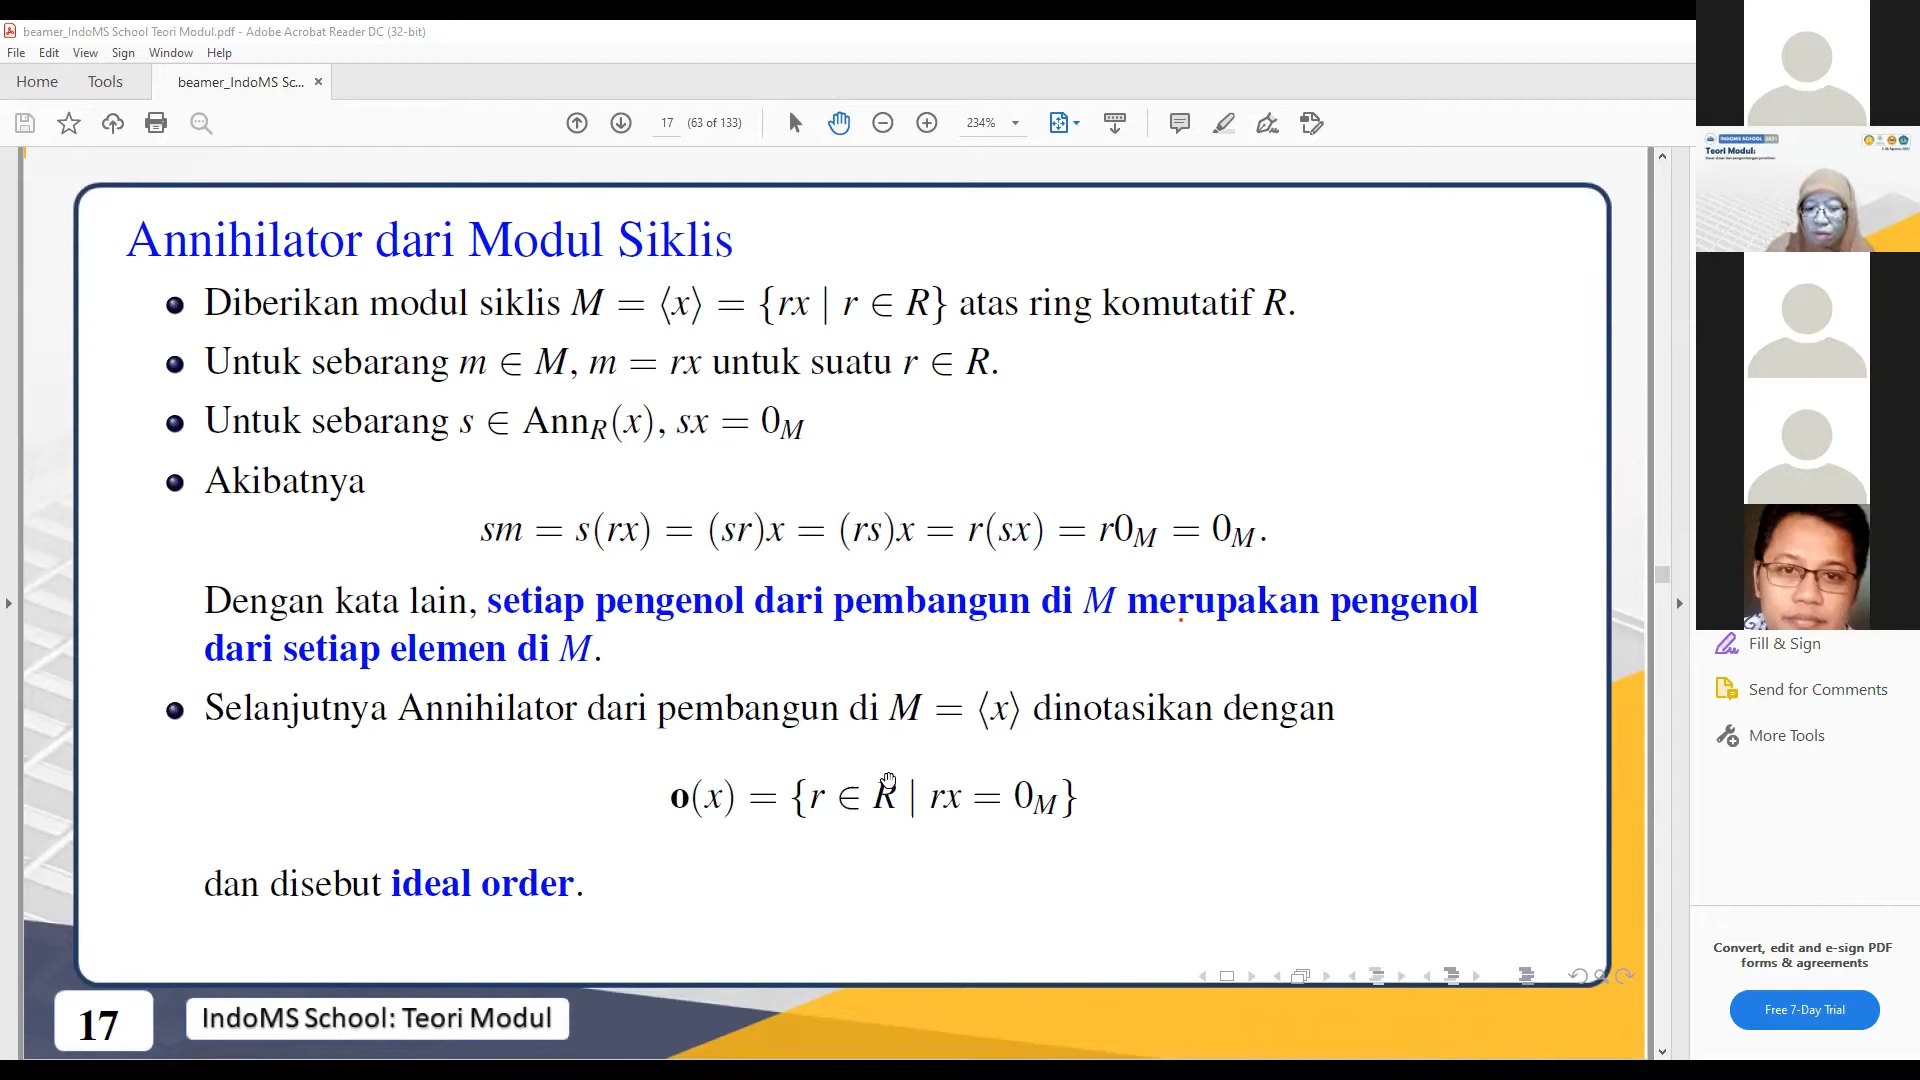 beamer_IndoMS School Teori Modul.pdf - Adobe Acrobat Reader DC (32-bit)
File Edit View Sign Window Help
Home Tools beamer_IndoMS Sc... ×
17 (63 of 133) 234%
Annihilator dari Modul Siklis
Diberikan modul siklis M = ⟨x⟩ = {rx | r ∈ R} atas ring komutatif R.
Untuk sebarang m ∈ M, m = rx untuk suatu r ∈ R.
Untuk sebarang s ∈ Ann_R(x), sx = 0_M
Akibatnya
sm = s(rx) = (sr)x = (rs)x = r(sx) = r0_M = 0_M.
Dengan kata lain, setiap pengenol dari pembangun di M merupakan pengenol
dari setiap elemen di M.
Selanjutnya Annihilator dari pembangun di M = ⟨x⟩ dinotasikan dengan
o(x) = {r ∈ R | rx = 0_M}
dan disebut ideal order.
17 IndoMS School: Teori Modul
INDOMS SCHOOL 2021
Teori Modul:
Fill & Sign
Send for Comments
More Tools
Convert, edit and e-sign PDF
forms & agreements
Free 7-Day Trial